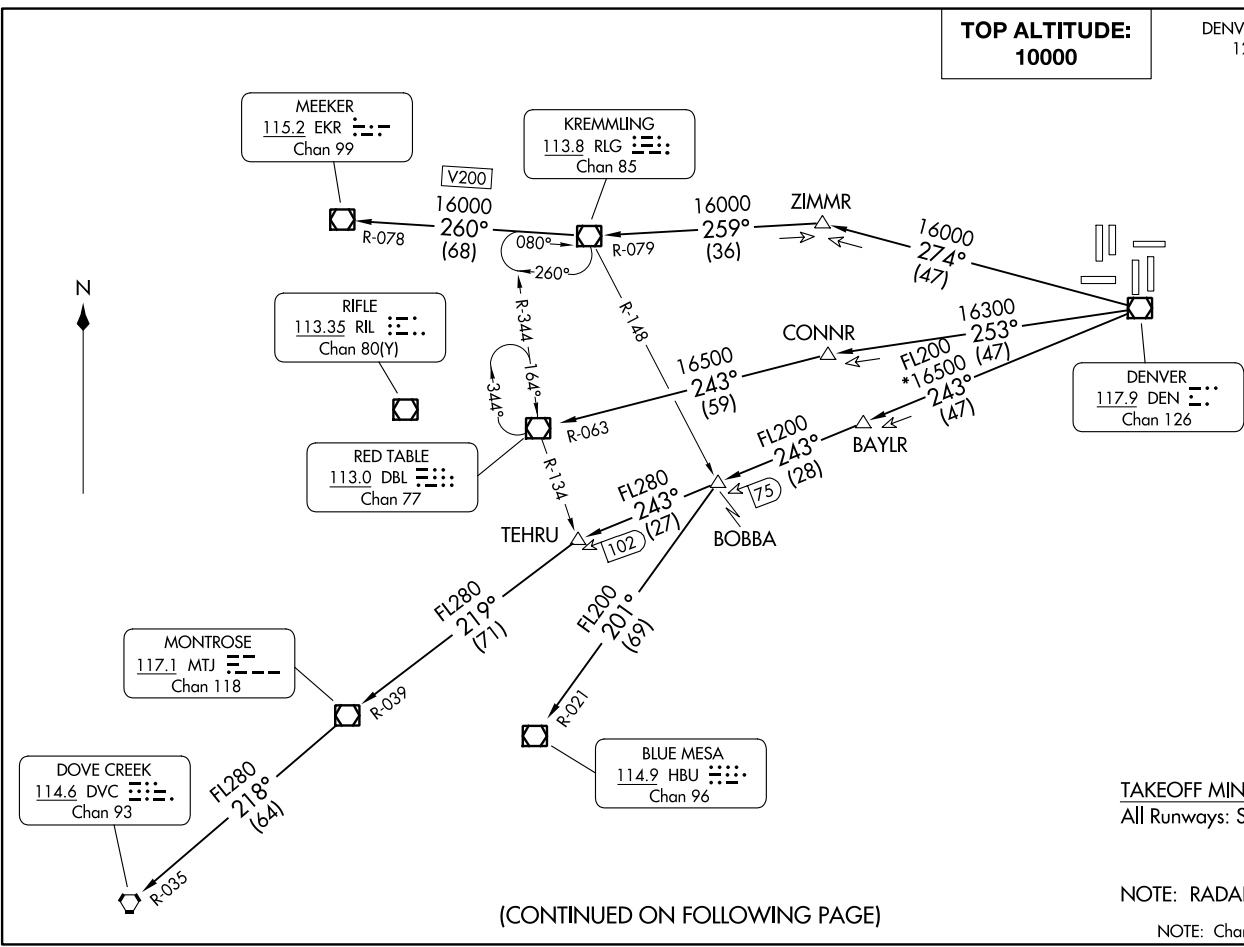 TOP ALTITUDE:
10000
DENV
12
MEEKER
115.2 EKR
Chan 99
KREMMLING
113.8 RLG
Chan 85
V200
16000
260°
(68)
R-078
080°
260°
R-079
16000
259°
(36)
ZIMMR
16000
274°
(47)
N
RIFLE
113.35 RIL
Chan 80(Y)
R-344
164°
344°
R-148
CONNR
16300
253°
(47)
16500
243°
(59)
R-063
FL200
*16500
243°
(47)
DENVER
117.9 DEN
Chan 126
RED TABLE
113.0 DBL
Chan 77
R-134
BAYLR
FL200
243°
(28)
75
BOBBA
FL280
243°
(27)
102
TEHRU
FL280
219°
(71)
FL200
201°
(69)
MONTROSE
117.1 MTJ
Chan 118
R-039
R-021
BLUE MESA
114.9 HBU
Chan 96
DOVE CREEK
114.6 DVC
Chan 93
FL280
218°
(64)
R-035
TAKEOFF MIN
All Runways: S
NOTE: RADA
NOTE: Char
(CONTINUED ON FOLLOWING PAGE)